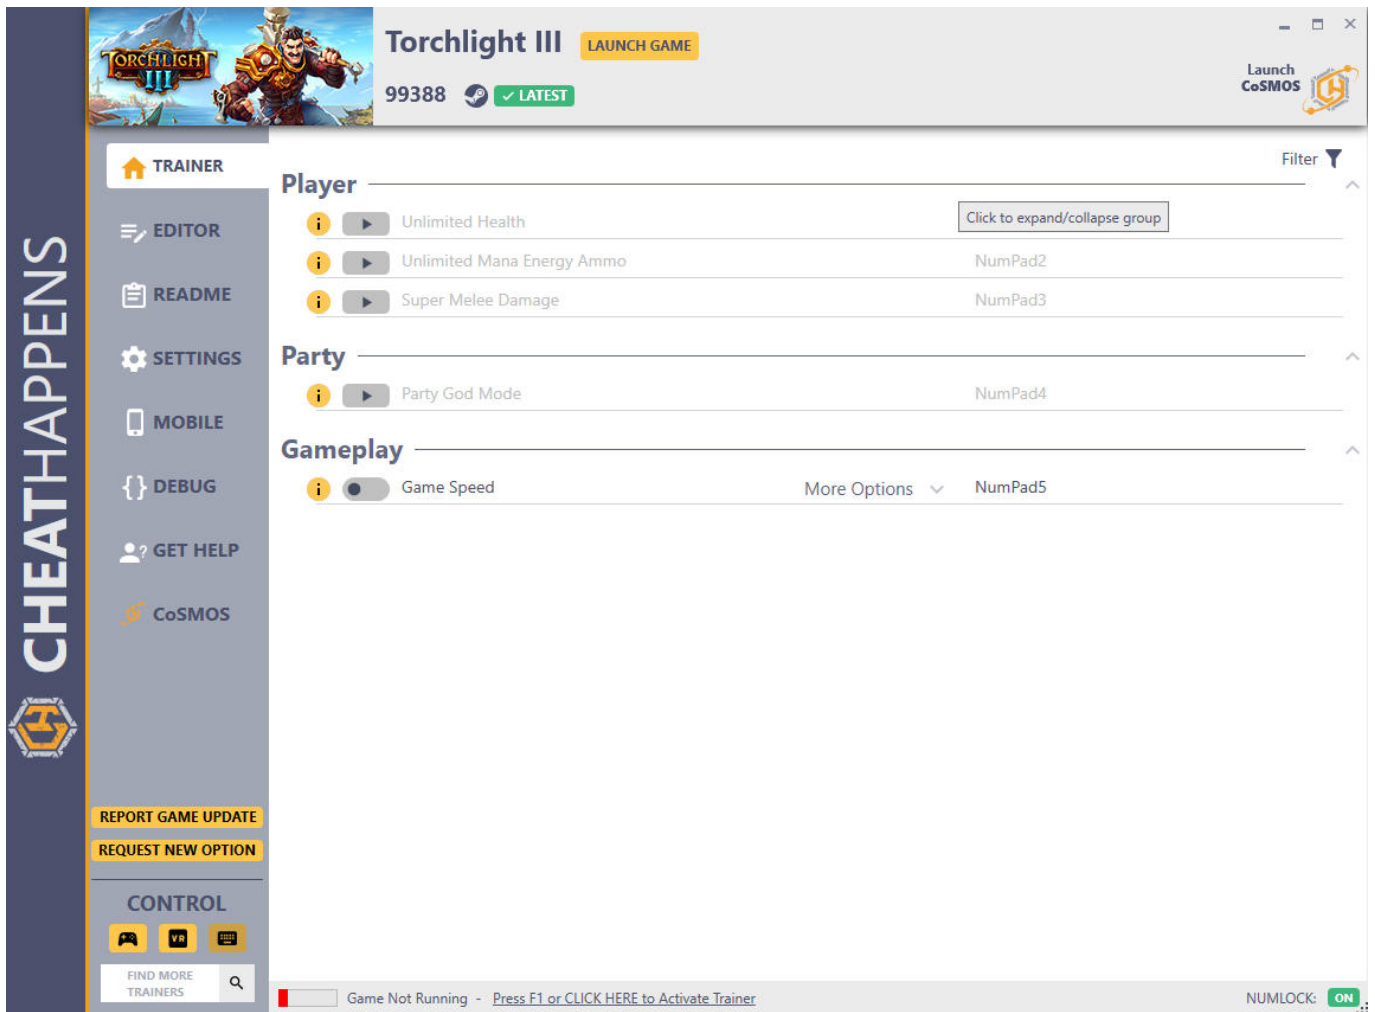 CHEATHAPPENS
TORCHLIGHT
III
Torchlight III
LAUNCH GAME
99388
LATEST
Launch
CoSMOS
TRAINER
EDITOR
README
SETTINGS
MOBILE
{} DEBUG
GET HELP
CoSMOS
REPORT GAME UPDATE
REQUEST NEW OPTION
CONTROL
VR
FIND MORE
TRAINERS
Filter
Player
Unlimited Health
Click to expand/collapse group
Unlimited Mana Energy Ammo NumPad2
Super Melee Damage NumPad3
Party
Party God Mode NumPad4
Gameplay
Game Speed More Options NumPad5
Game Not Running - Press F1 or CLICK HERE to Activate Trainer
NUMLOCK: ON